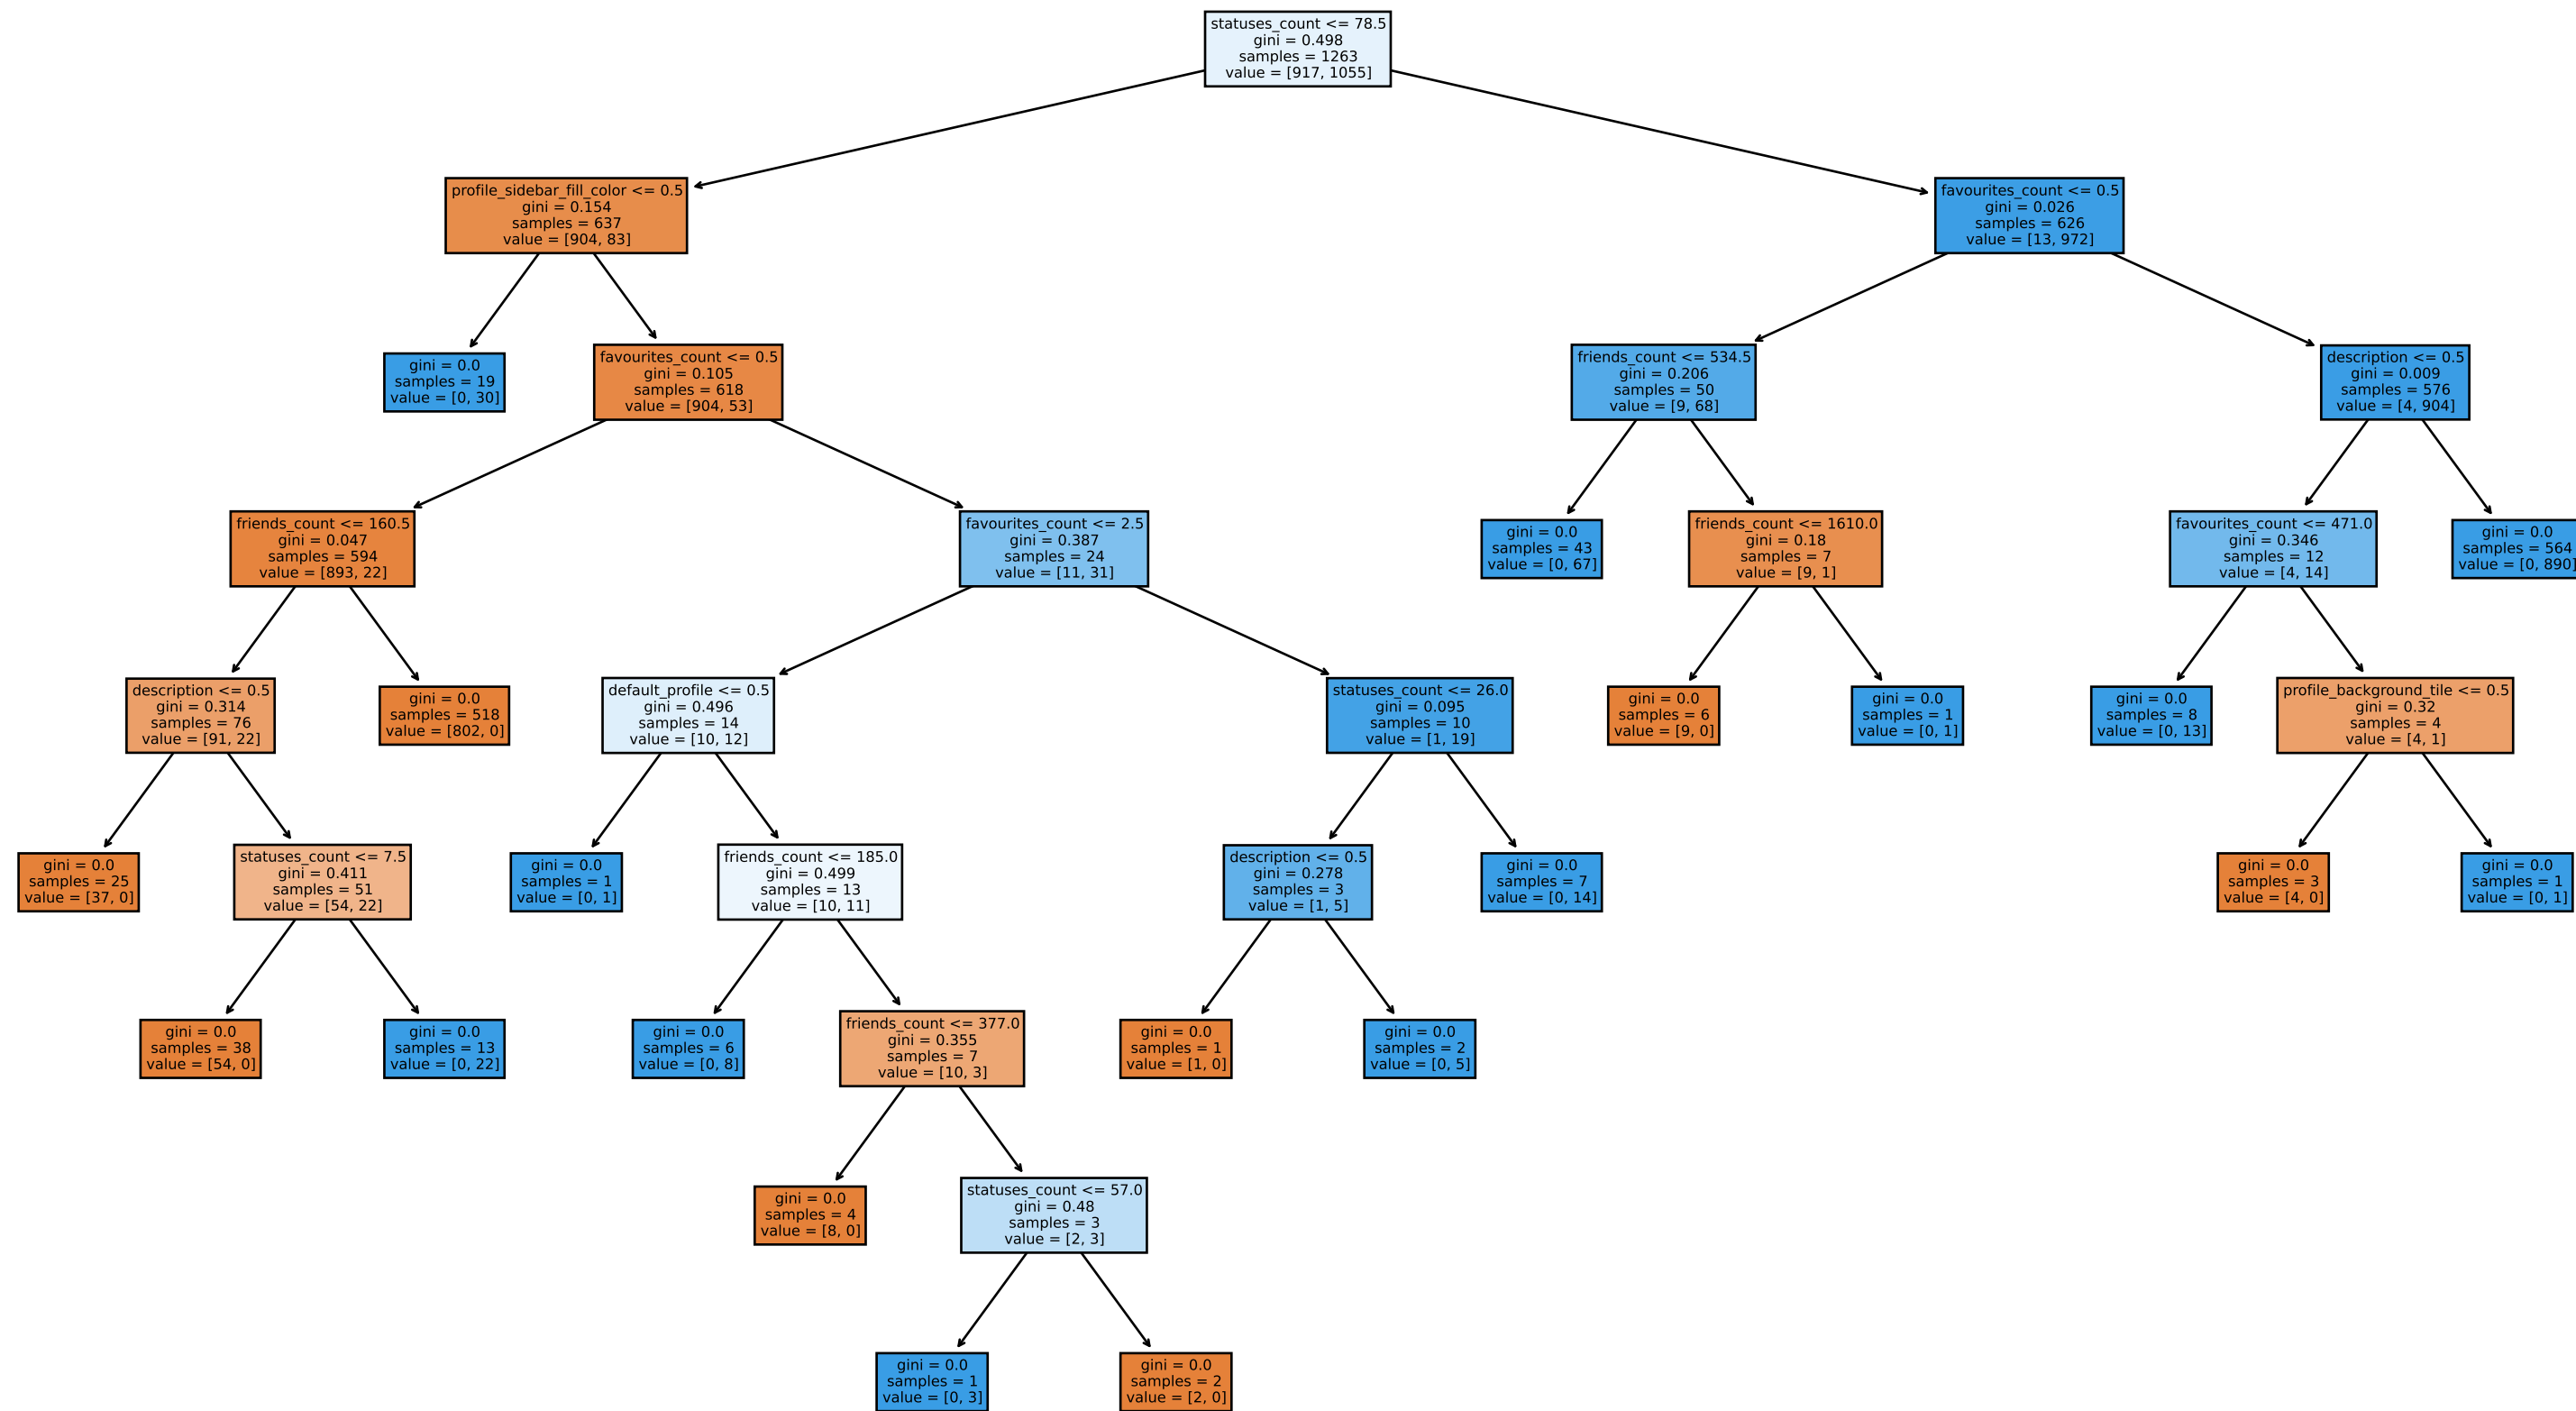 statuses_count <= 78.5
gini = 0.498
samples = 1263
value = [917, 1055]
profile_sidebar_fill_color <= 0.5
gini = 0.154
samples = 637
value = [904, 83]
favourites_count <= 0.5
gini = 0.026
samples = 626
value = [13, 972]
gini = 0.0
samples = 19
value = [0, 30]
favourites_count <= 0.5
gini = 0.105
samples = 618
value = [904, 53]
friends_count <= 534.5
gini = 0.206
samples = 50
value = [9, 68]
description <= 0.5
gini = 0.009
samples = 576
value = [4, 904]
friends_count <= 160.5
gini = 0.047
samples = 594
value = [893, 22]
favourites_count <= 2.5
gini = 0.387
samples = 24
value = [11, 31]
gini = 0.0
samples = 43
value = [0, 67]
friends_count <= 1610.0
gini = 0.18
samples = 7
value = [9, 1]
favourites_count <= 471.0
gini = 0.346
samples = 12
value = [4, 14]
gini = 0.0
samples = 564
value = [0, 890]
description <= 0.5
gini = 0.314
samples = 76
value = [91, 22]
gini = 0.0
samples = 518
value = [802, 0]
default_profile <= 0.5
gini = 0.496
samples = 14
value = [10, 12]
statuses_count <= 26.0
gini = 0.095
samples = 10
value = [1, 19]
gini = 0.0
samples = 6
value = [9, 0]
gini = 0.0
samples = 1
value = [0, 1]
gini = 0.0
samples = 8
value = [0, 13]
profile_background_tile <= 0.5
gini = 0.32
samples = 4
value = [4, 1]
gini = 0.0
samples = 25
value = [37, 0]
statuses_count <= 7.5
gini = 0.411
samples = 51
value = [54, 22]
gini = 0.0
samples = 1
value = [0, 1]
friends_count <= 185.0
gini = 0.499
samples = 13
value = [10, 11]
description <= 0.5
gini = 0.278
samples = 3
value = [1, 5]
gini = 0.0
samples = 7
value = [0, 14]
gini = 0.0
samples = 3
value = [4, 0]
gini = 0.0
samples = 1
value = [0, 1]
gini = 0.0
samples = 38
value = [54, 0]
gini = 0.0
samples = 13
value = [0, 22]
gini = 0.0
samples = 6
value = [0, 8]
friends_count <= 377.0
gini = 0.355
samples = 7
value = [10, 3]
gini = 0.0
samples = 1
value = [1, 0]
gini = 0.0
samples = 2
value = [0, 5]
gini = 0.0
samples = 4
value = [8, 0]
statuses_count <= 57.0
gini = 0.48
samples = 3
value = [2, 3]
gini = 0.0
samples = 1
value = [0, 3]
gini = 0.0
samples = 2
value = [2, 0]